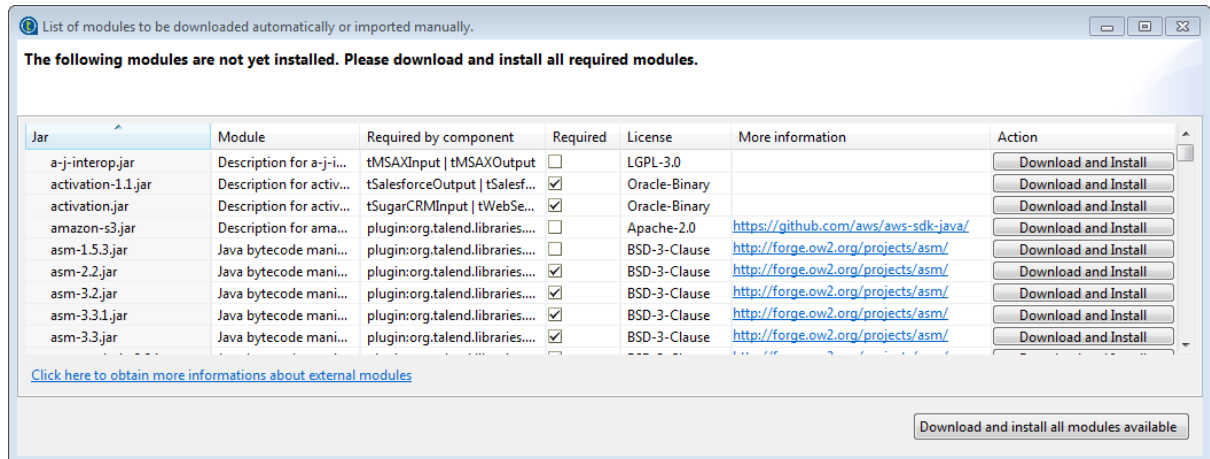 List of modules to be downloaded automatically or imported manually.
The following modules are not yet installed. Please download and install all required modules.
Jar Module Required by component Required License More information Action
a-j-interop.jar Description for a-j-i... tMSAXInput | tMSAXOutput LGPL-3.0 Download and Install
activation-1.1.jar Description for activ... tSalesforceOutput | tSalesf... Oracle-Binary Download and Install
activation.jar Description for activ... tSugarCRMInput | tWebSe... Oracle-Binary Download and Install
amazon-s3.jar Description for ama... plugin:org.talend.libraries.... Apache-2.0 https://github.com/aws/aws-sdk-java/ Download and Install
asm-1.5.3.jar Java bytecode mani... plugin:org.talend.libraries.... BSD-3-Clause http://forge.ow2.org/projects/asm/ Download and Install
asm-2.2.jar Java bytecode mani... plugin:org.talend.libraries.... BSD-3-Clause http://forge.ow2.org/projects/asm/ Download and Install
asm-3.2.jar Java bytecode mani... plugin:org.talend.libraries.... BSD-3-Clause http://forge.ow2.org/projects/asm/ Download and Install
asm-3.3.1.jar Java bytecode mani... plugin:org.talend.libraries.... BSD-3-Clause http://forge.ow2.org/projects/asm/ Download and Install
asm-3.3.jar Java bytecode mani... plugin:org.talend.libraries.... BSD-3-Clause http://forge.ow2.org/projects/asm/ Download and Install
Click here to obtain more informations about external modules
Download and install all modules available